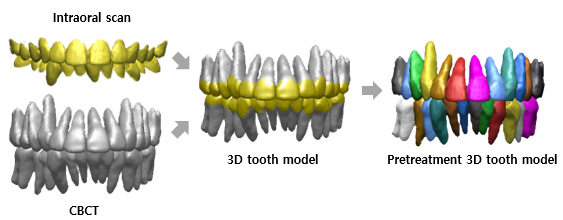 Intraoral scan
CBCT
3D tooth model
Pretreatment 3D tooth model